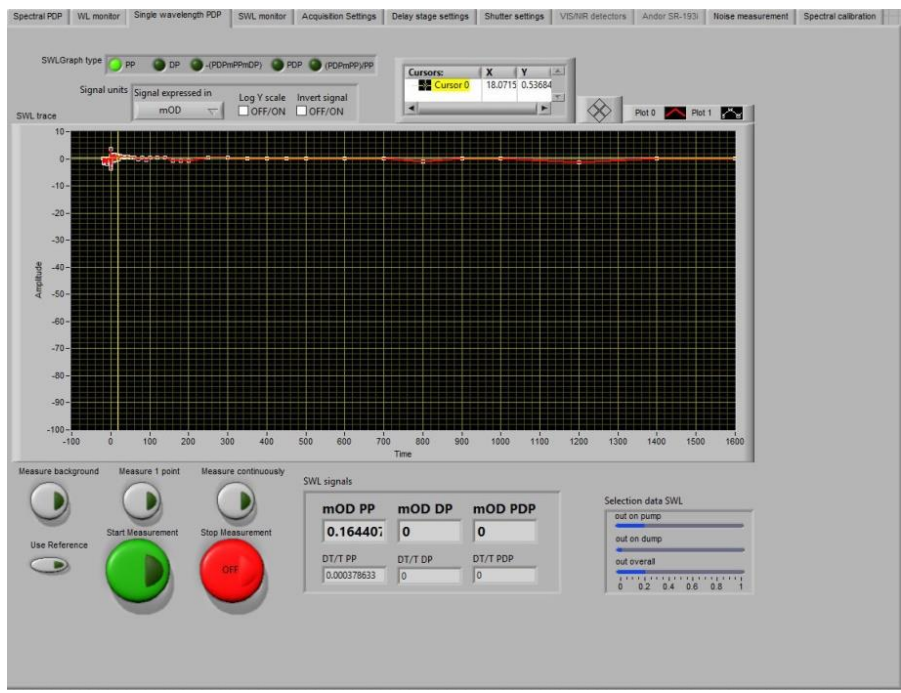 Spectral PDP WL monitor Single wavelength PDP SWL monitor Acquisition Settings Delay stage settings Shutter settings VIS/NIR detectors Andor SR-193i Noise measurement Spectral calibration
SWLGraph type PP DP -(PDPmPPmDP) PDP (PDPmPP)/PP
Cursors: X Y
Cursor 0 18.0715 0.53684
Signal units Signal expressed in
mOD
Log Y scale Invert signal
OFF/ON OFF/ON
SWL trace
Plot 0 Plot 1
10
0
-10
-20
-30
-40
-50
-60
-70
-80
-90
-100
Amplitude
-100 0 100 200 300 400 500 600 700 800 900 1000 1100 1200 1300 1400 1500 1600
Time
Measure background Measure 1 point Measure continuously
Use Reference
Start Measurement Stop Measurement
OFF
SWL signals
mOD PP mOD DP mOD PDP
0.164407 0 0
DT/T PP DT/T DP DT/T PDP
0.000378633 0 0
Selection data SWL
out on pump
out on dump
out overall
0 0.2 0.4 0.6 0.8 1